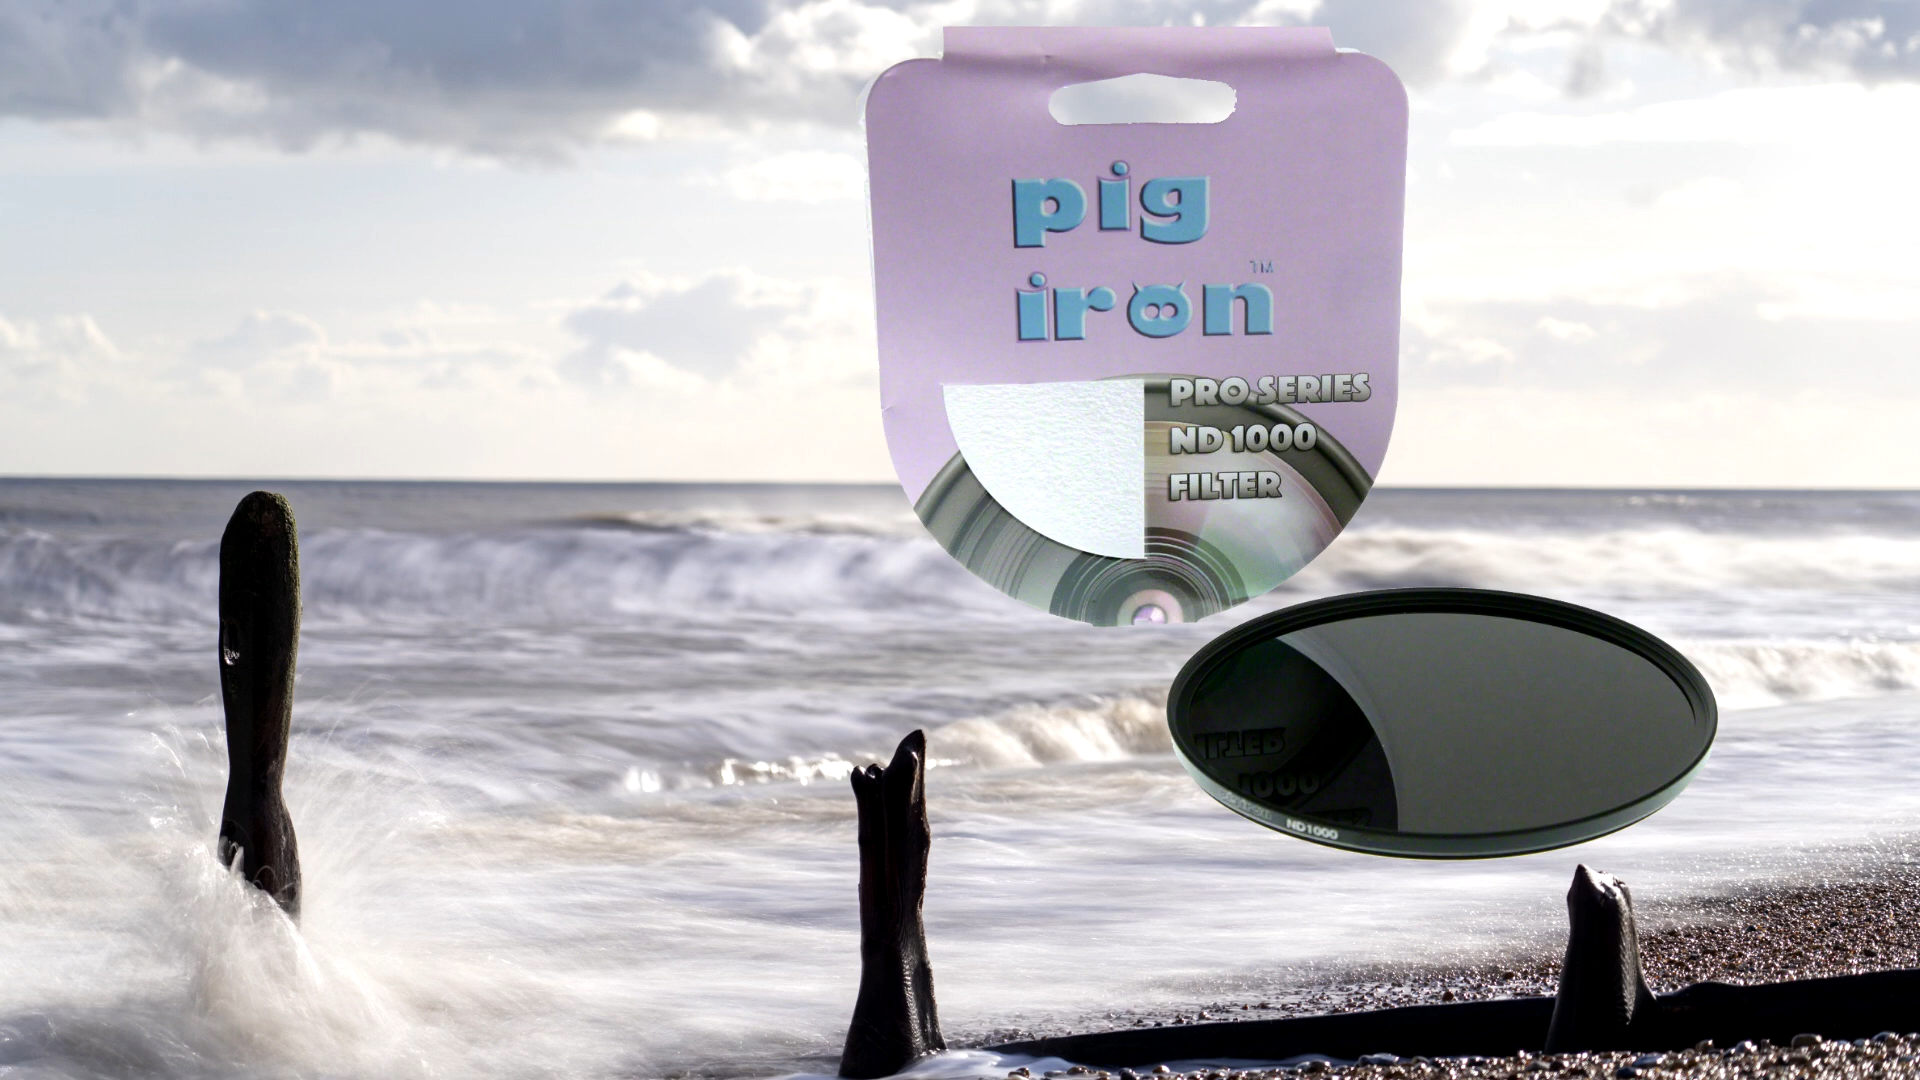 pig
iron
TM
PRO SERIES
ND 1000
FILTER
ND1000